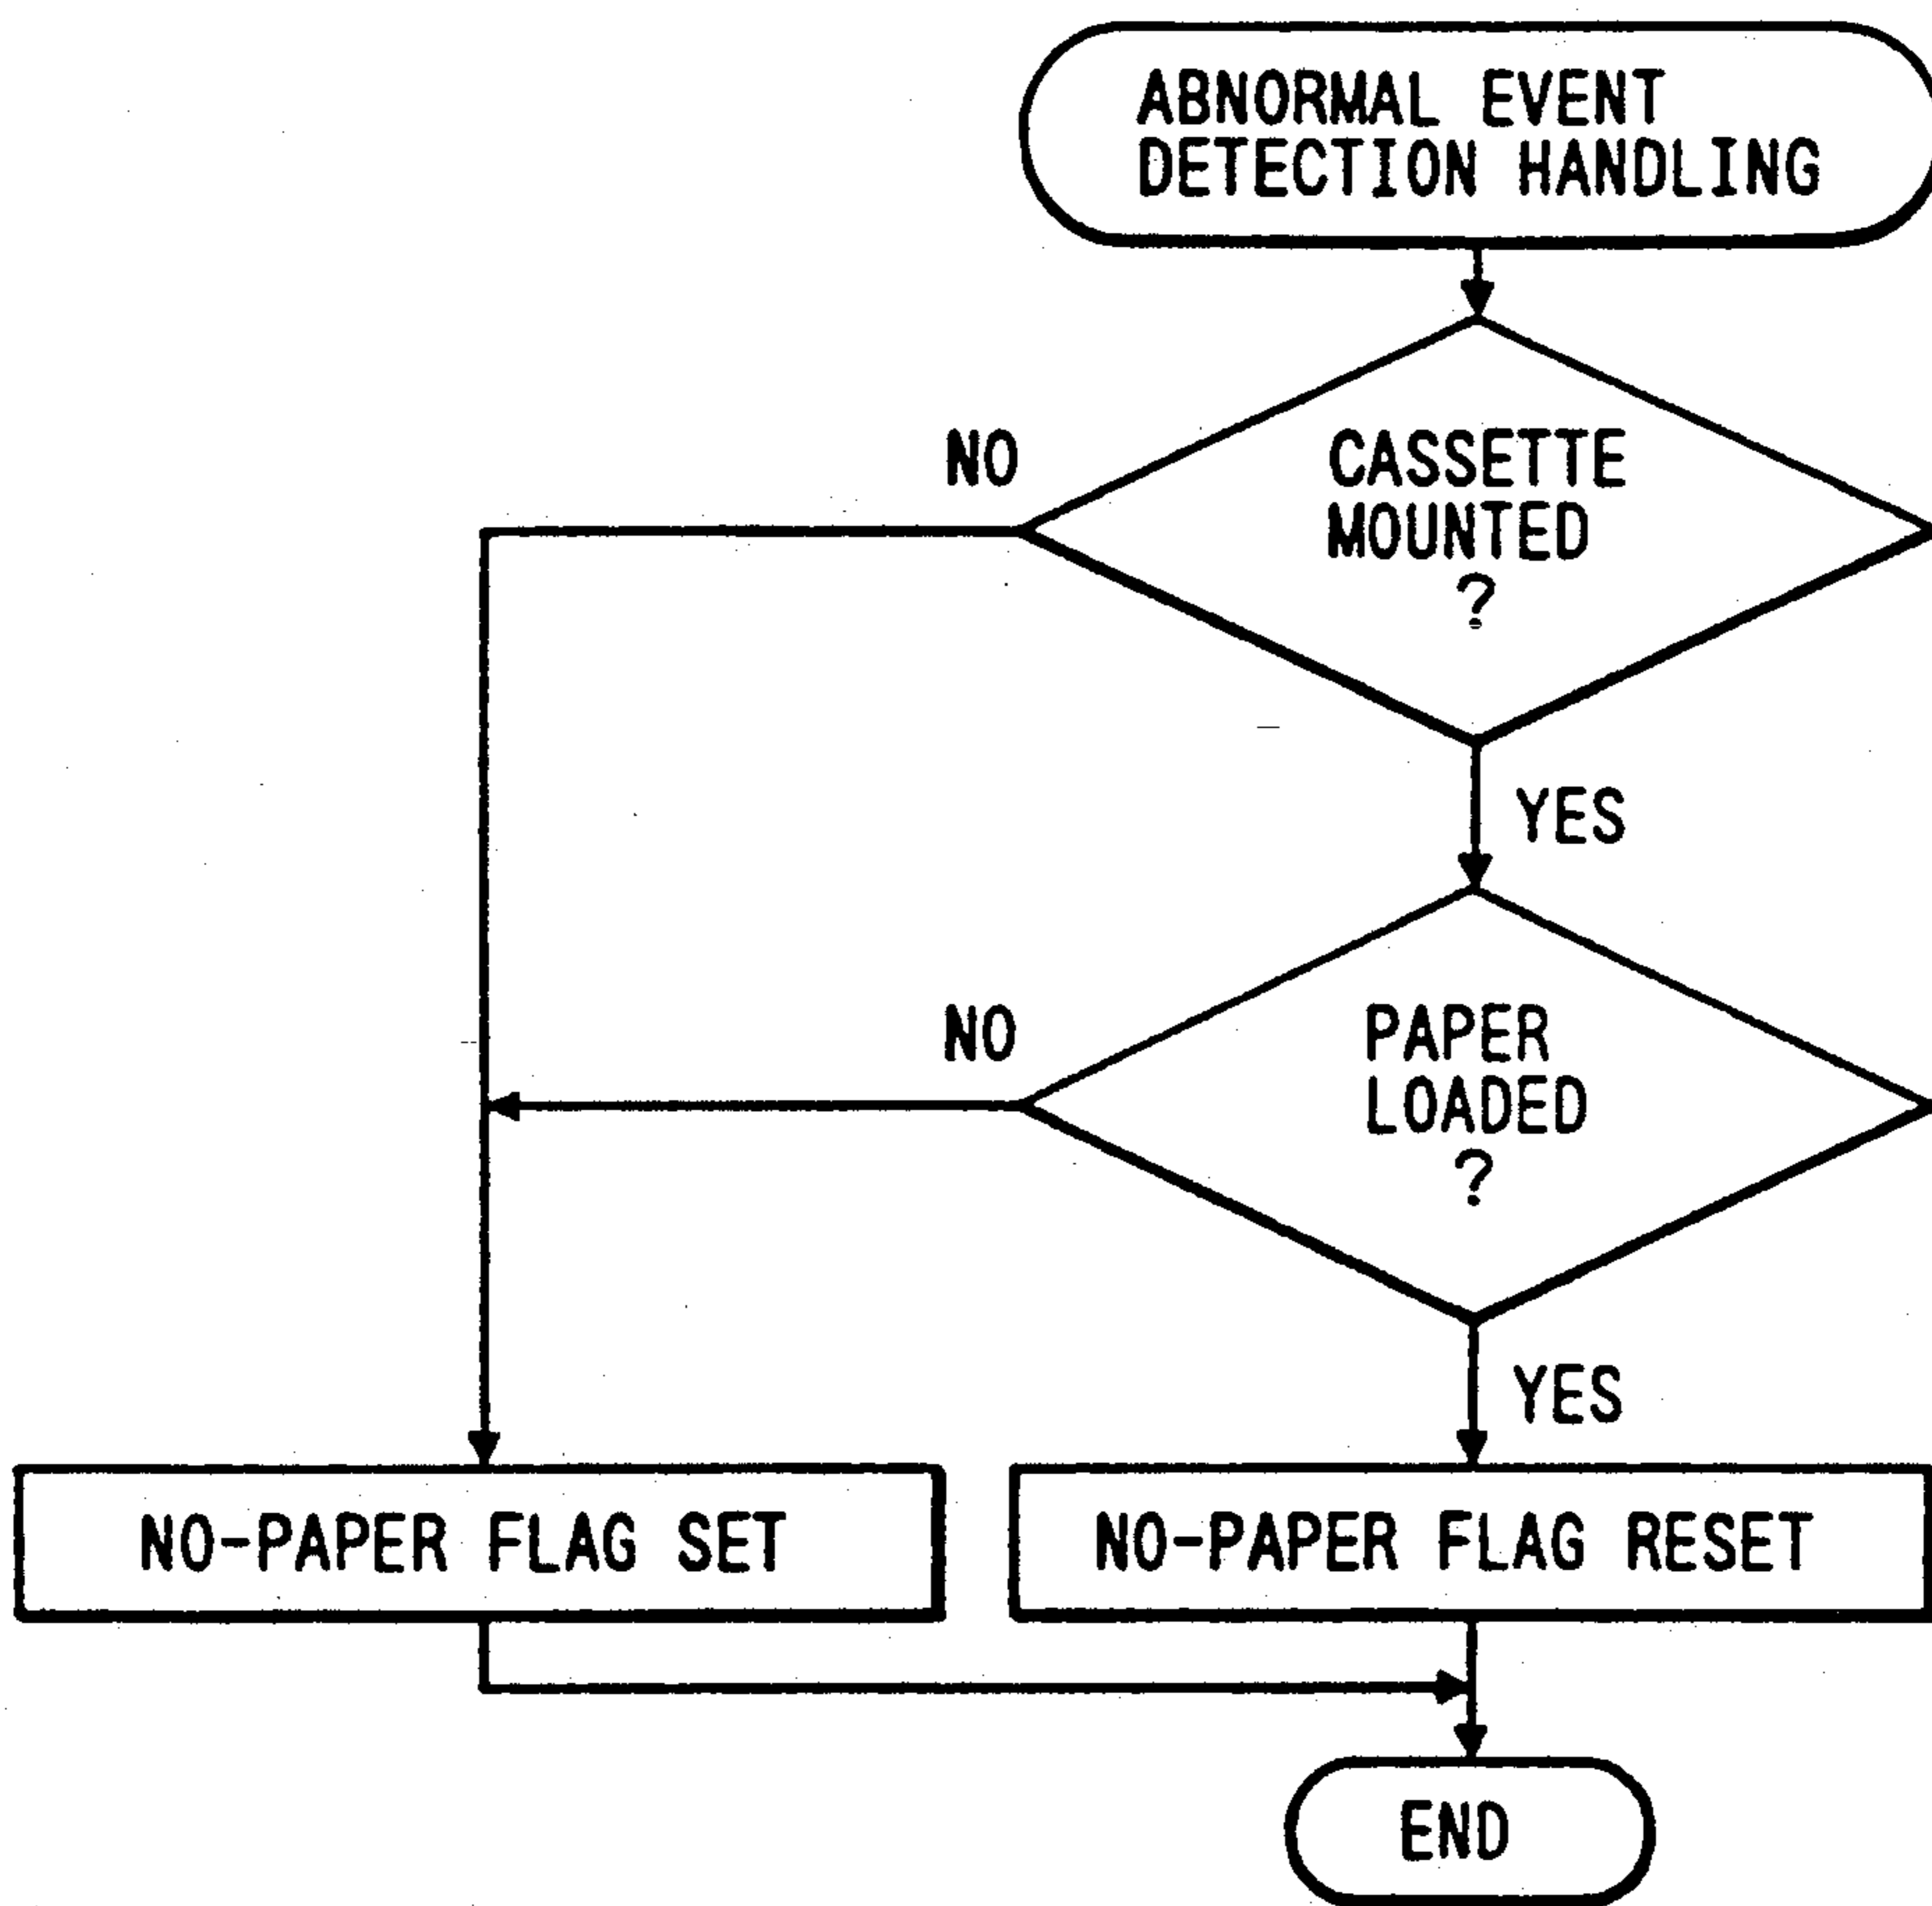 ABNORMAL EVENT
DETECTION HANDLING
NO
CASSETTE
MOUNTED
?
YES
NO
PAPER
LOADED
?
YES
NO-PAPER FLAG SET
NO-PAPER FLAG RESET
END